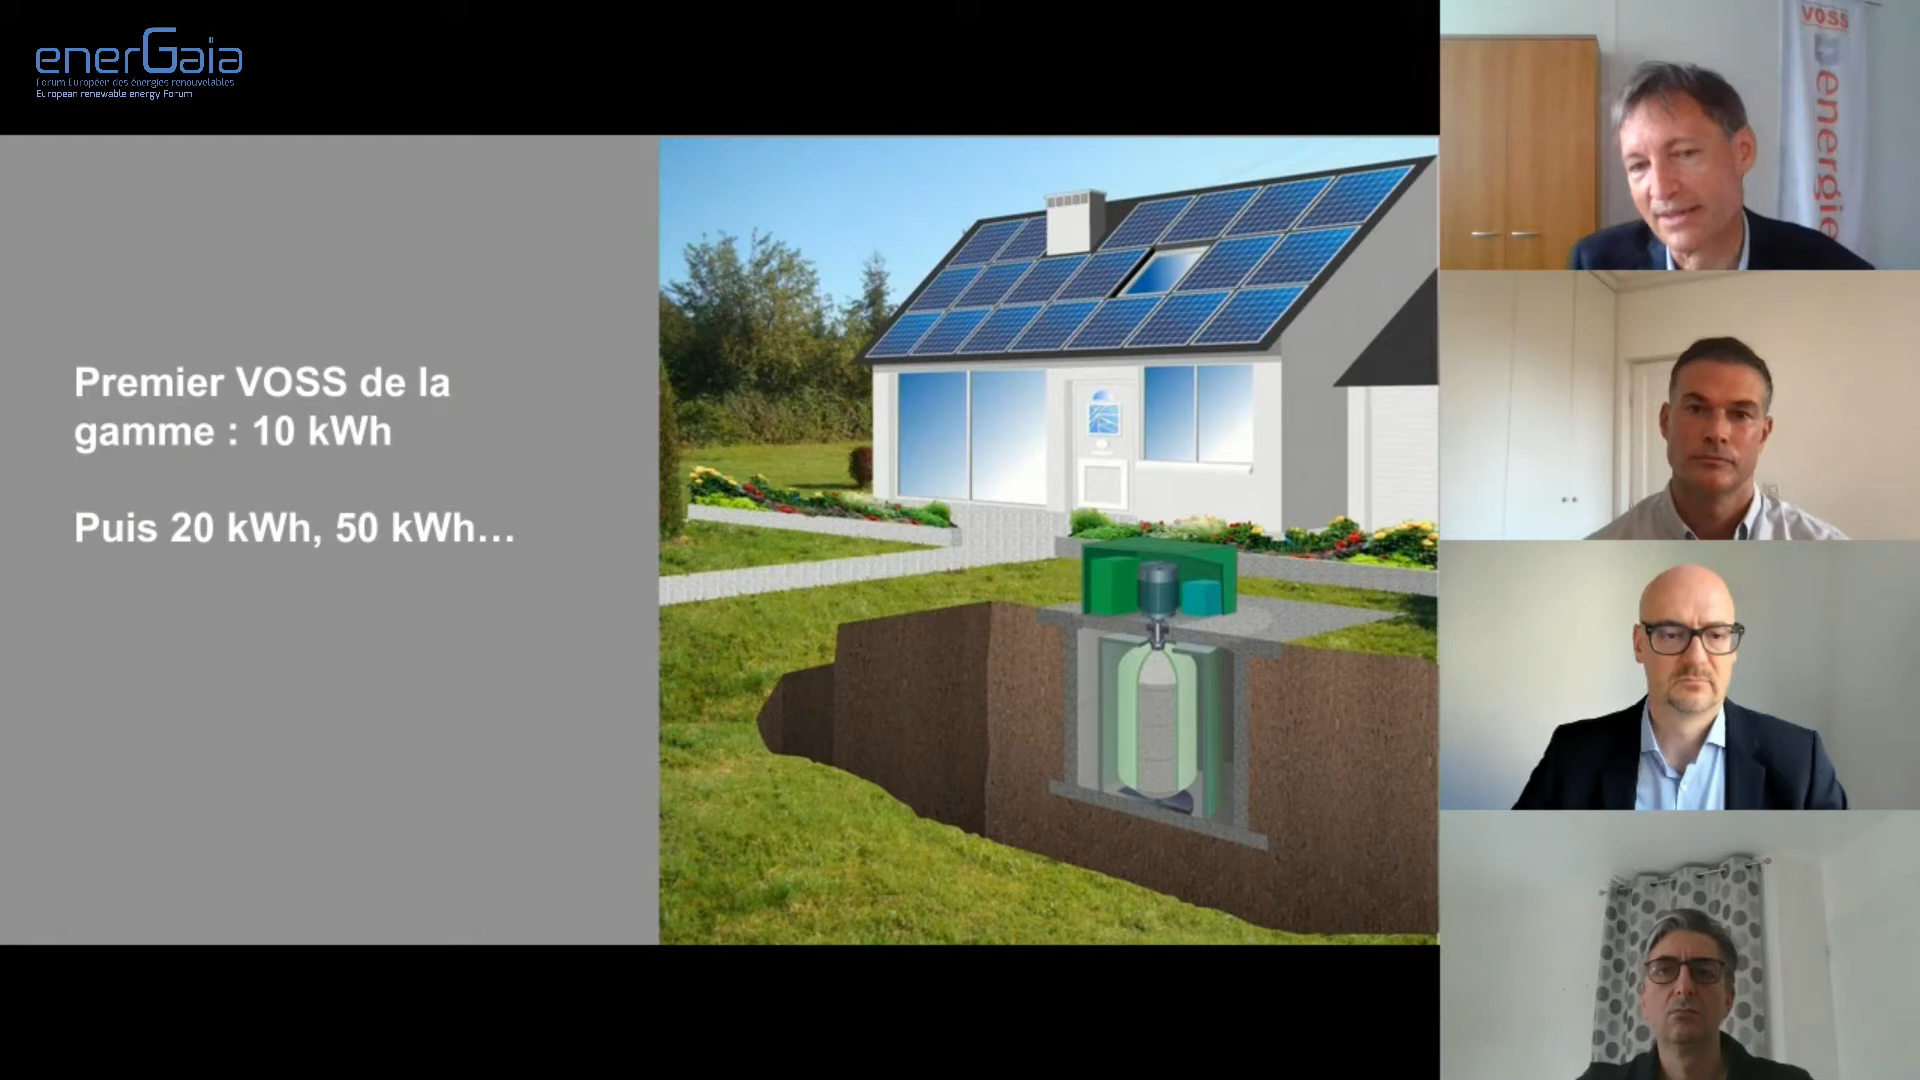 enerGaia
Forum Européen des énergies renouvelables
European renewable energy Forum
Premier VOSS de la
gamme : 10 kWh
Puis 20 kWh, 50 kWh…
VOSS
energie